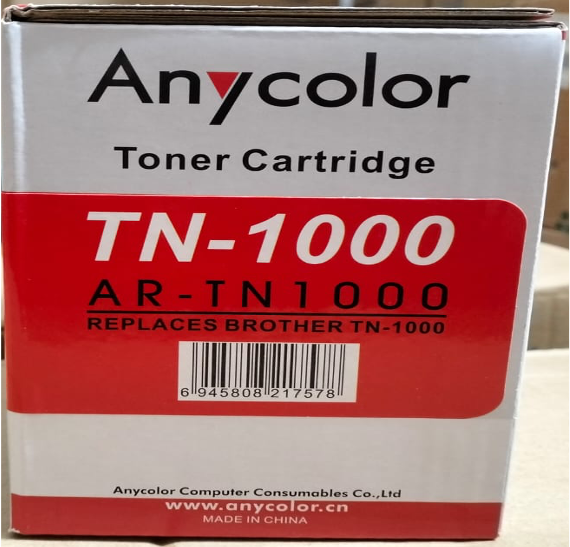 Anycolor
Toner Cartridge
TN-1000
AR-TN1000
REPLACES BROTHER TN-1000
6 945808 217578
Anycolor Computer Consumables Co.,Ltd
www.anycolor.cn
MADE IN CHINA